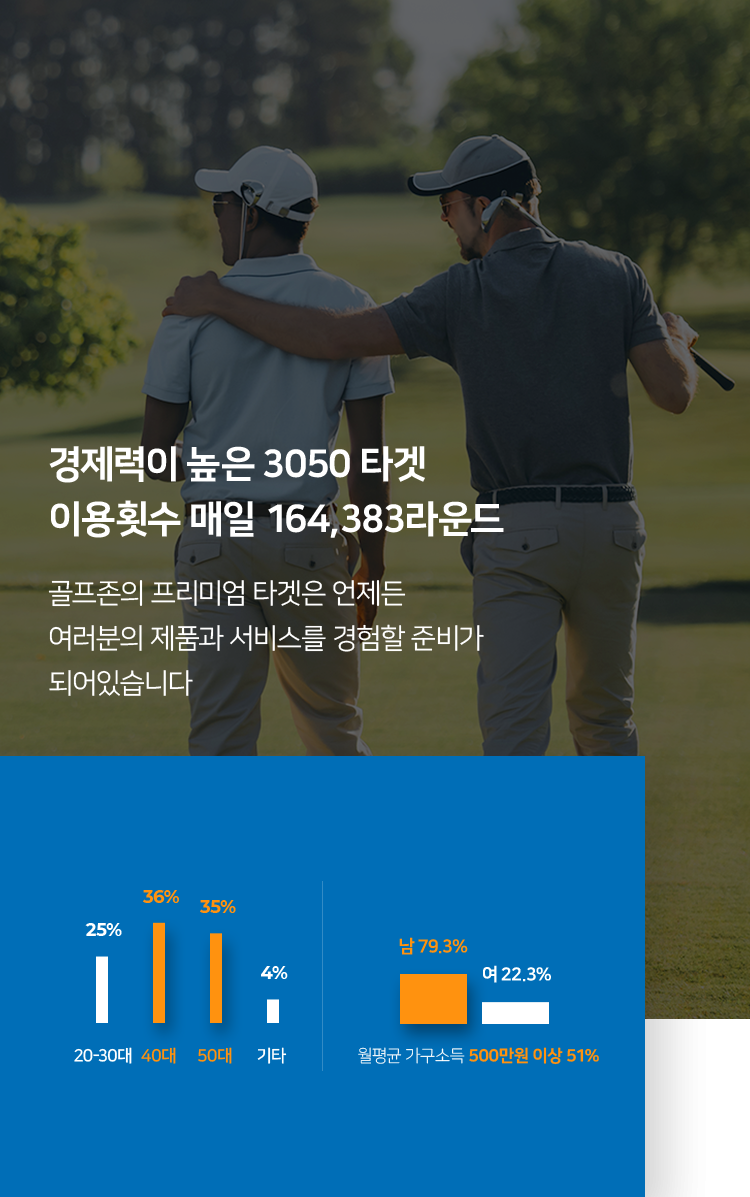 경제력이 높은 3050 타겟
이용횟수 매일 164,383라운드
골프존의 프리미엄 타겟은 언제든
여러분의 제품과 서비스를 경험할 준비가
되어있습니다
25% 36% 35% 4%
20-30대 40대 50대 기타
남 79.3% 여 22.3%
월평균 가구소득 500만원 이상 51%